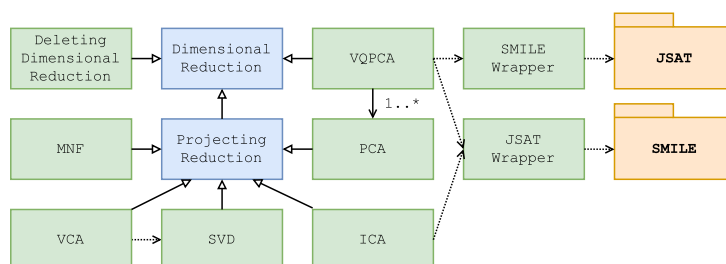 Deleting
Dimensional
Reduction
Dimensional
Reduction
VQPCA
SMILE
Wrapper
JSAT
1..*
MNF
Projecting
Reduction
PCA
JSAT
Wrapper
SMILE
VCA
SVD
ICA